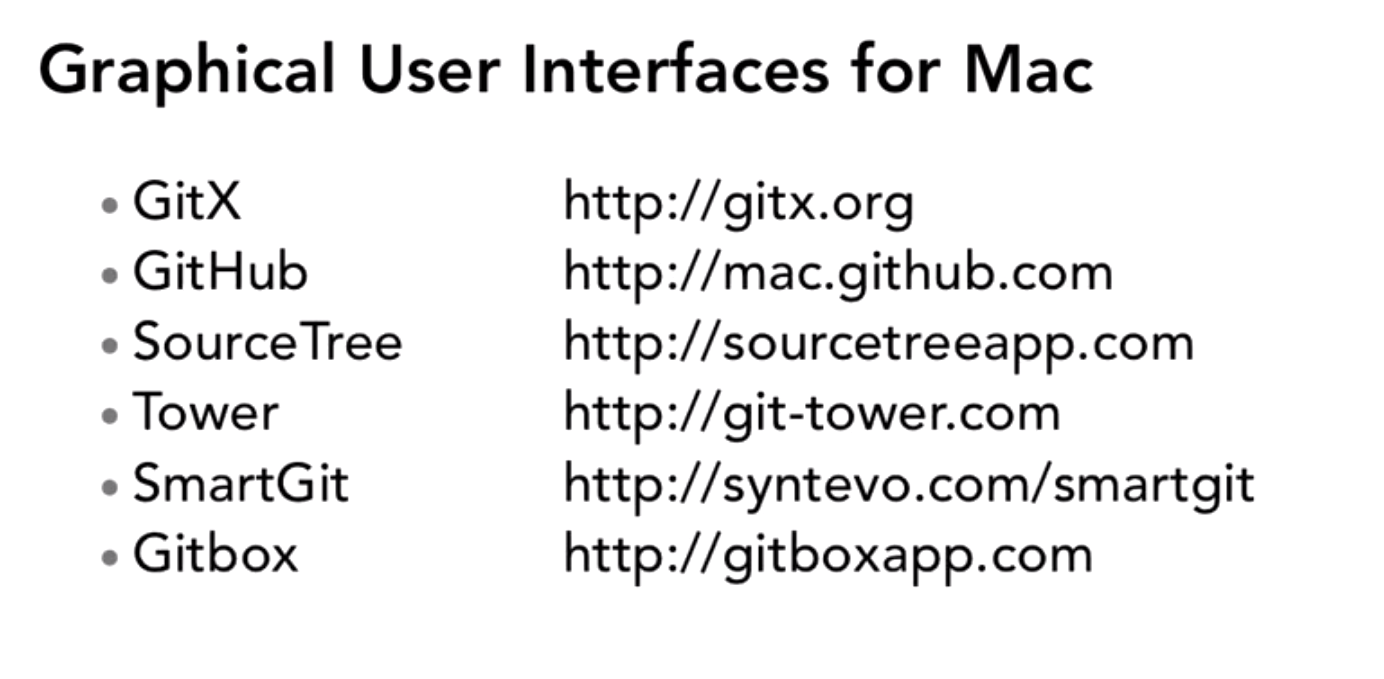 Graphical User Interfaces for Mac
• GitX http://gitx.org
• GitHub http://mac.github.com
• SourceTree http://sourcetreeapp.com
• Tower http://git-tower.com
• SmartGit http://syntevo.com/smartgit
• Gitbox http://gitboxapp.com